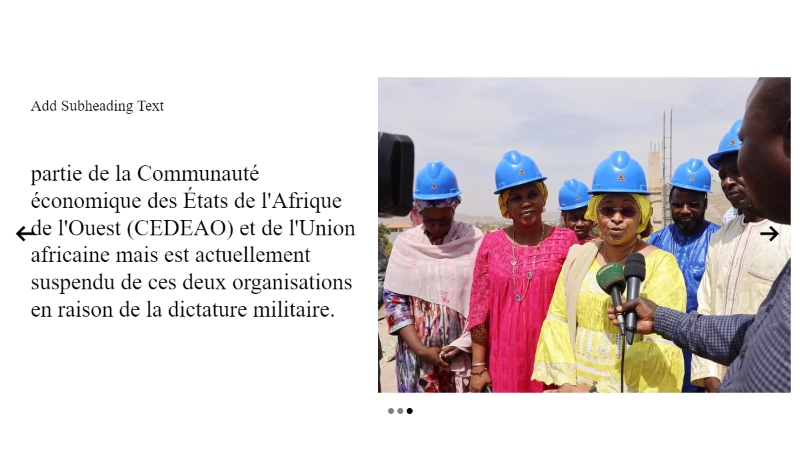 Add Subheading Text
partie de la Communauté
économique des États de l'Afrique
de l'Ouest (CEDEAO) et de l'Union
africaine mais est actuellement
suspendu de ces deux organisations
en raison de la dictature militaire.